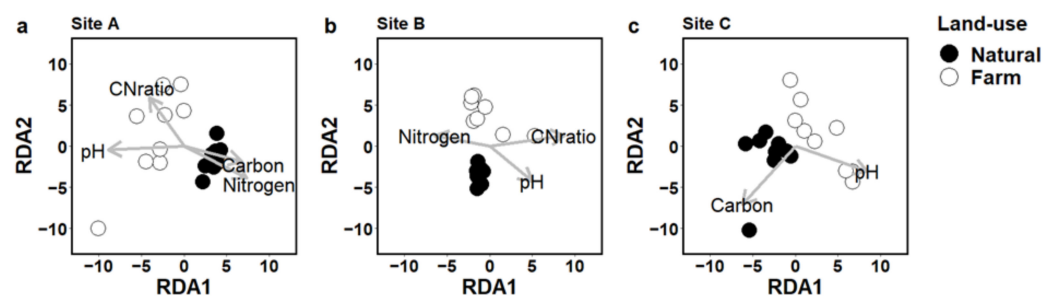 a Site A
b Site B
c Site C
Land-use
Natural
Farm
RDA2
10
5
0
−5
−10
CNratio
pH
Carbon
Nitrogen
−10 −5 0 5 10
RDA1
RDA2
10
5
0
−5
−10
Nitrogen
CNratio
pH
−10 −5 0 5 10
RDA1
RDA2
10
5
0
−5
−10
pH
Carbon
−10 −5 0 5 10
RDA1